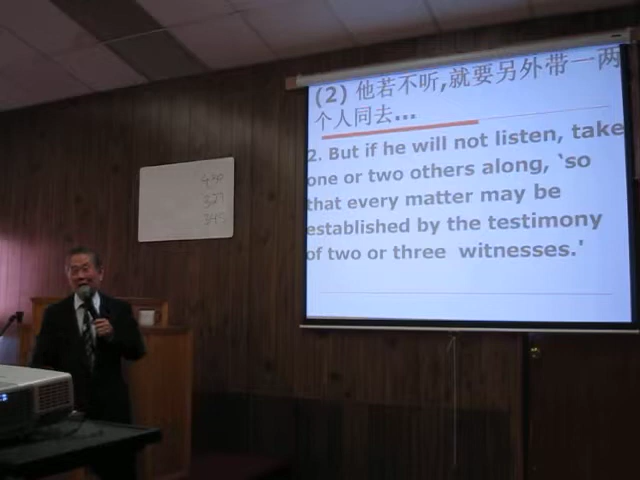 (2) 他若不听,就要另外带一两
个人同去...
2. But if he will not listen, take
one or two others along, 'so
that every matter may be
established by the testimony
of two or three witnesses.'
327